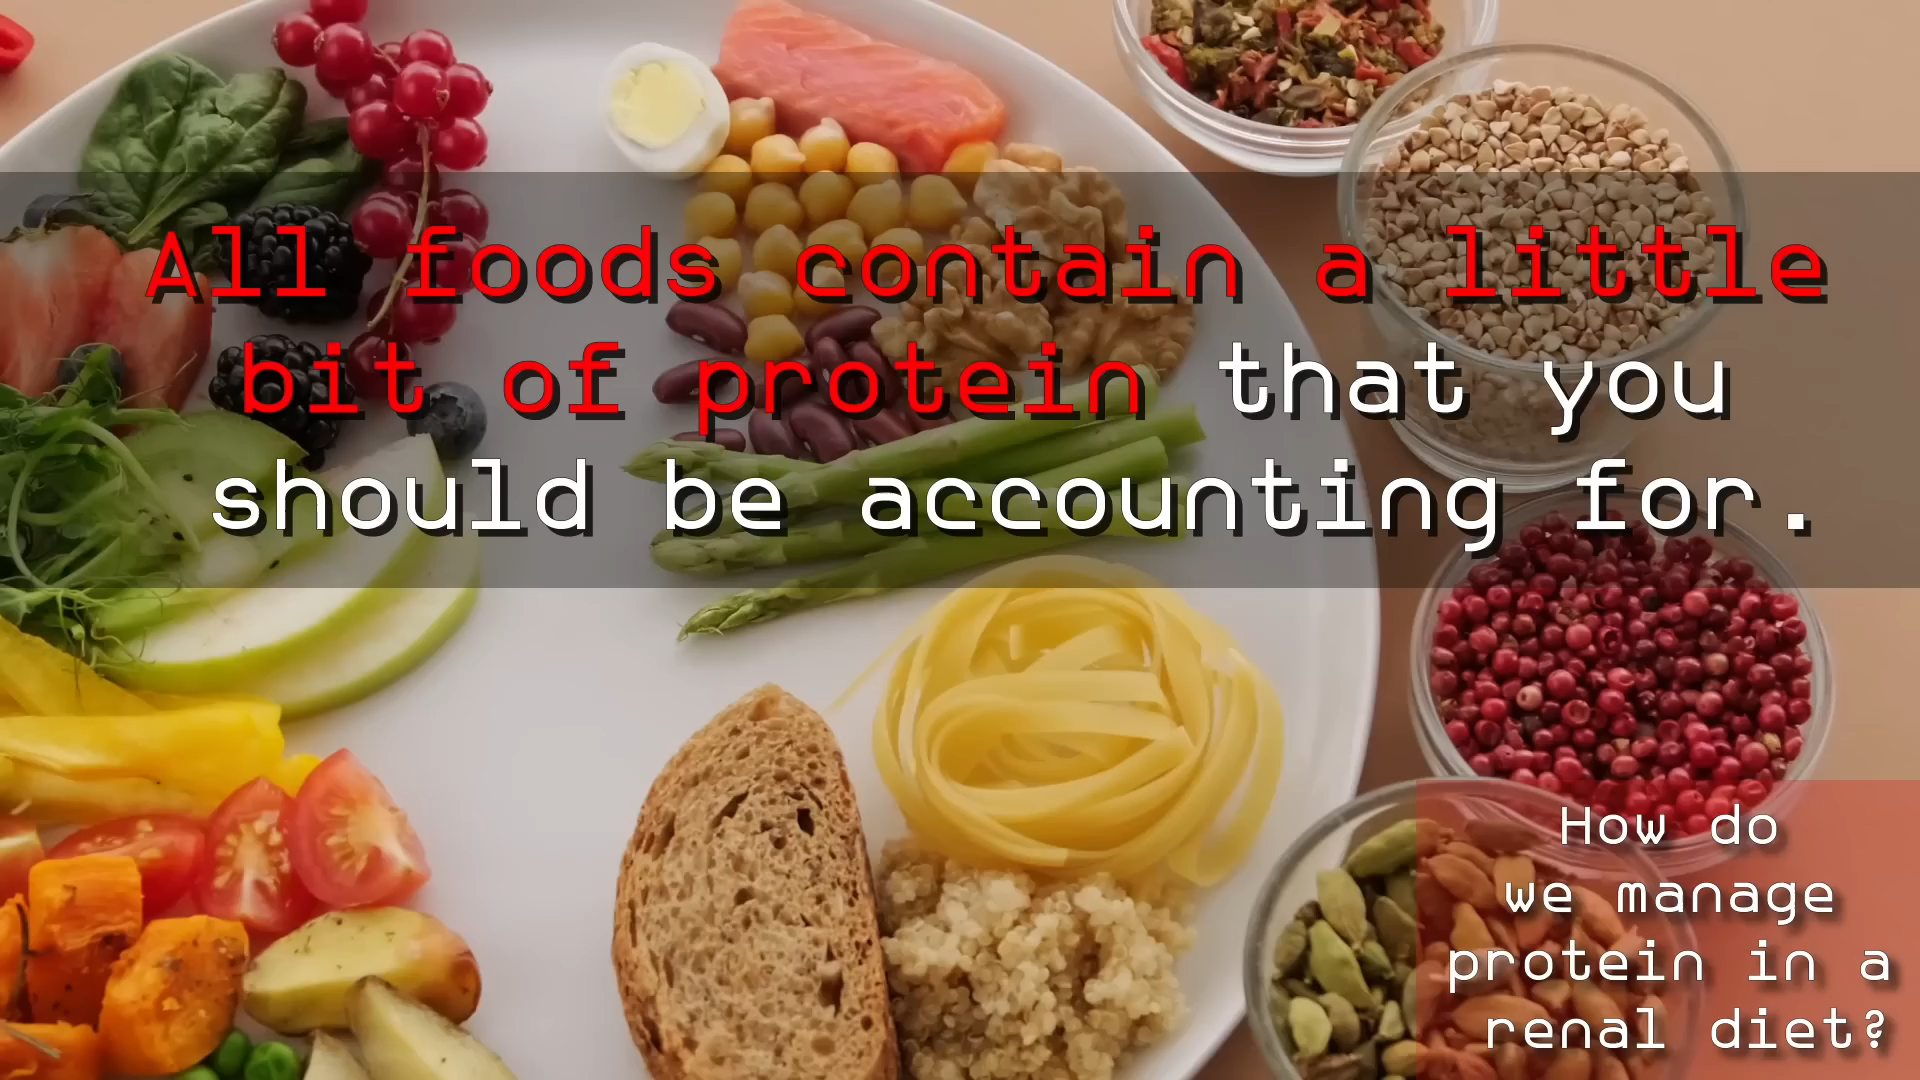 All foods contain a little
bit of protein that you
should be accounting for.
How do
we manage
protein in a
renal diet?